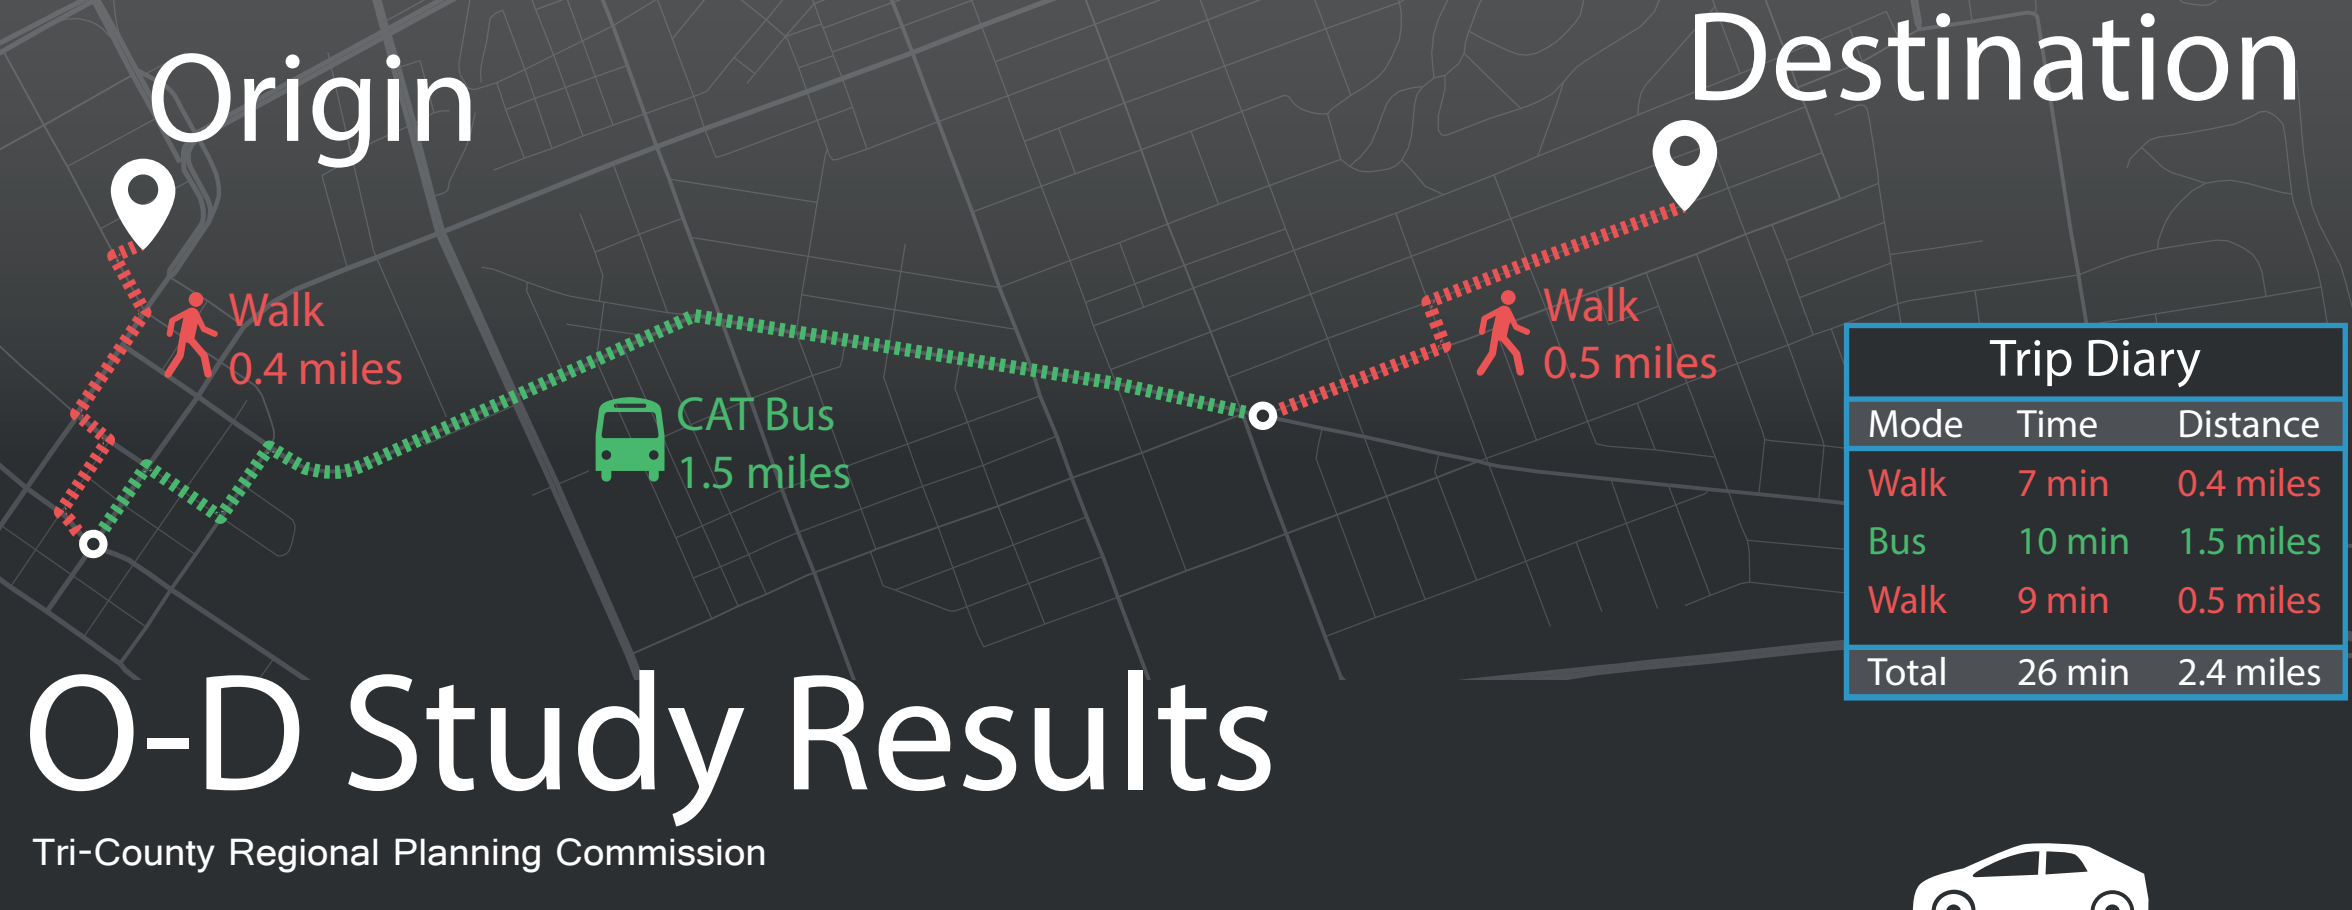 Origin
Destination
Walk
0.4 miles
CAT Bus
1.5 miles
Walk
0.5 miles
Trip Diary
Mode Time Distance
Walk 7 min 0.4 miles
Bus 10 min 1.5 miles
Walk 9 min 0.5 miles
Total 26 min 2.4 miles
O-D Study Results
Tri-County Regional Planning Commission